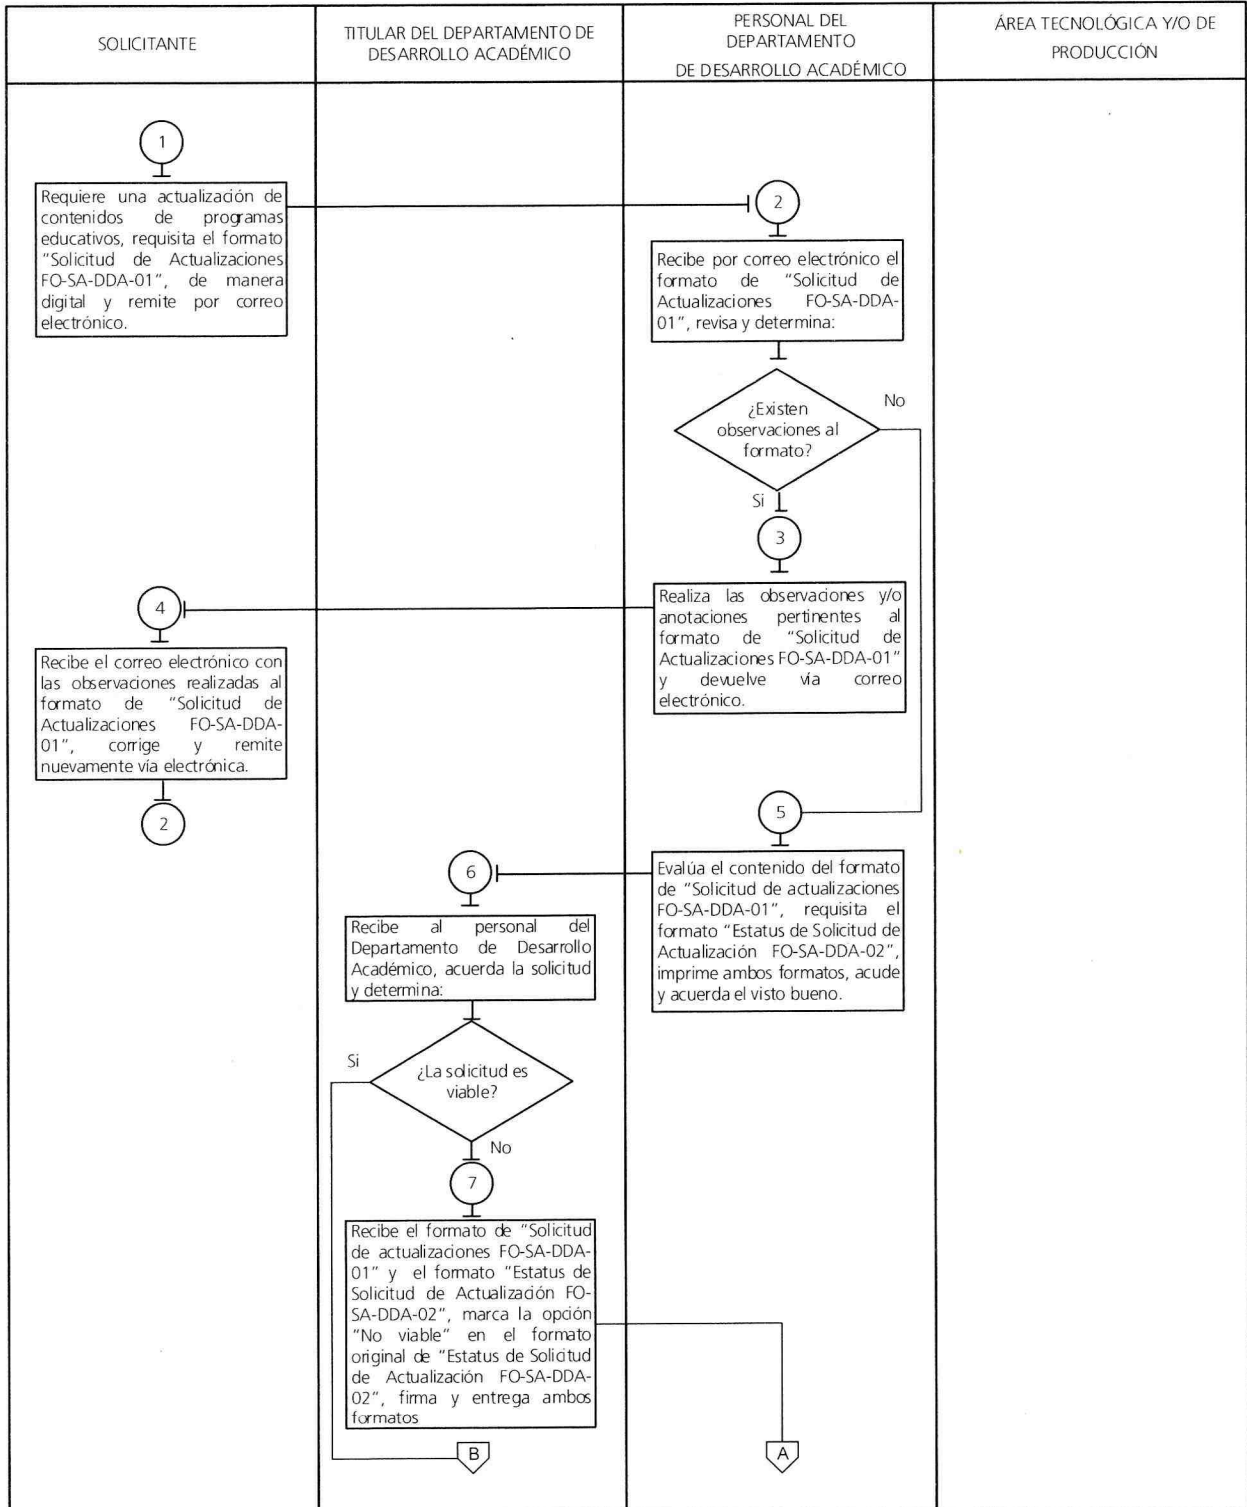 SOLICITANTE
TITULAR DEL DEPARTAMENTO DE
DESARROLLO ACADÉMICO
PERSONAL DEL
DEPARTAMENTO
DE DESARROLLO ACADÉMICO
ÁREA TECNOLÓGICA Y/O DE
PRODUCCIÓN
1
Requiere una actualización de
contenidos de programas
educativos, requisita el formato
"Solicitud de Actualizaciones
FO-SA-DDA-01", de manera
digital y remite por correo
electrónico.
2
Recibe por correo electrónico el
formato de "Solicitud de
Actualizaciones FO-SA-DDA-
01", revisa y determina:
¿Existen
observaciones al
formato?
No
Si
3
Realiza las observaciones y/o
anotaciones pertinentes al
formato de "Solicitud de
Actualizaciones FO-SA-DDA-01"
y devuelve vía correo
electrónico.
4
Recibe el correo electrónico con
las observaciones realizadas al
formato de "Solicitud de
Actualizaciones FO-SA-DDA-
01", corrige y remite
nuevamente vía electrónica.
2
5
Evalúa el contenido del formato
de "Solicitud de actualizaciones
FO-SA-DDA-01", requisita el
formato "Estatus de Solicitud de
Actualización FO-SA-DDA-02",
imprime ambos formatos, acude
y acuerda el visto bueno.
6
Recibe al personal del
Departamento de Desarrollo
Académico, acuerda la solicitud
y determina:
¿La solicitud es
viable?
Si
No
7
Recibe el formato de "Solicitud
de actualizaciones FO-SA-DDA-
01" y el formato "Estatus de
Solicitud de Actualización FO-
SA-DDA-02", marca la opción
"No viable" en el formato
original de "Estatus de Solicitud
de Actualización FO-SA-DDA-
02", firma y entrega ambos
formatos
B
A